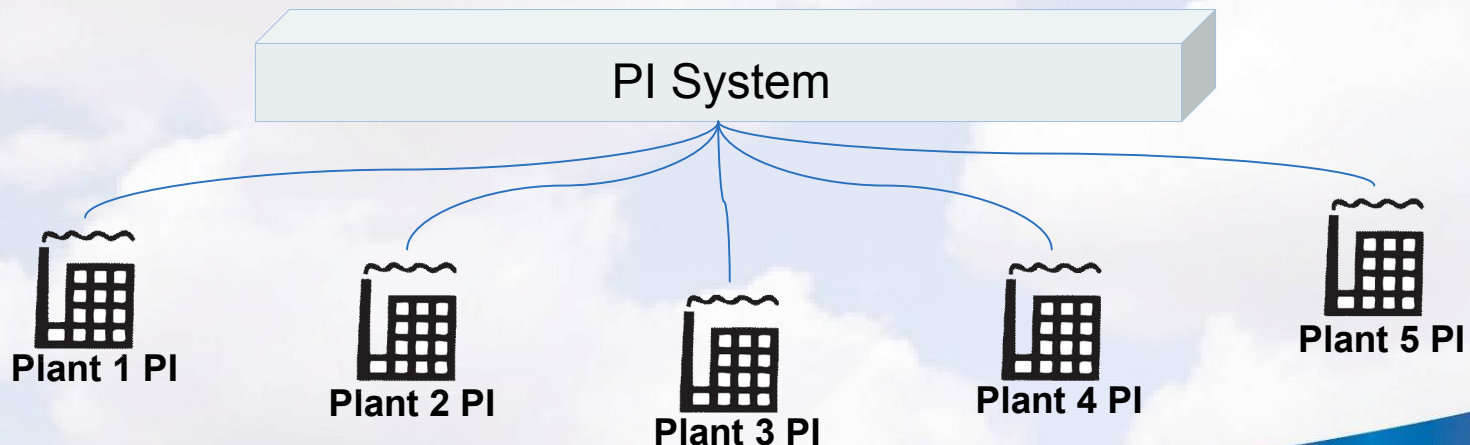 PI System
Plant 1 PI
Plant 2 PI
Plant 3 PI
Plant 4 PI
Plant 5 PI